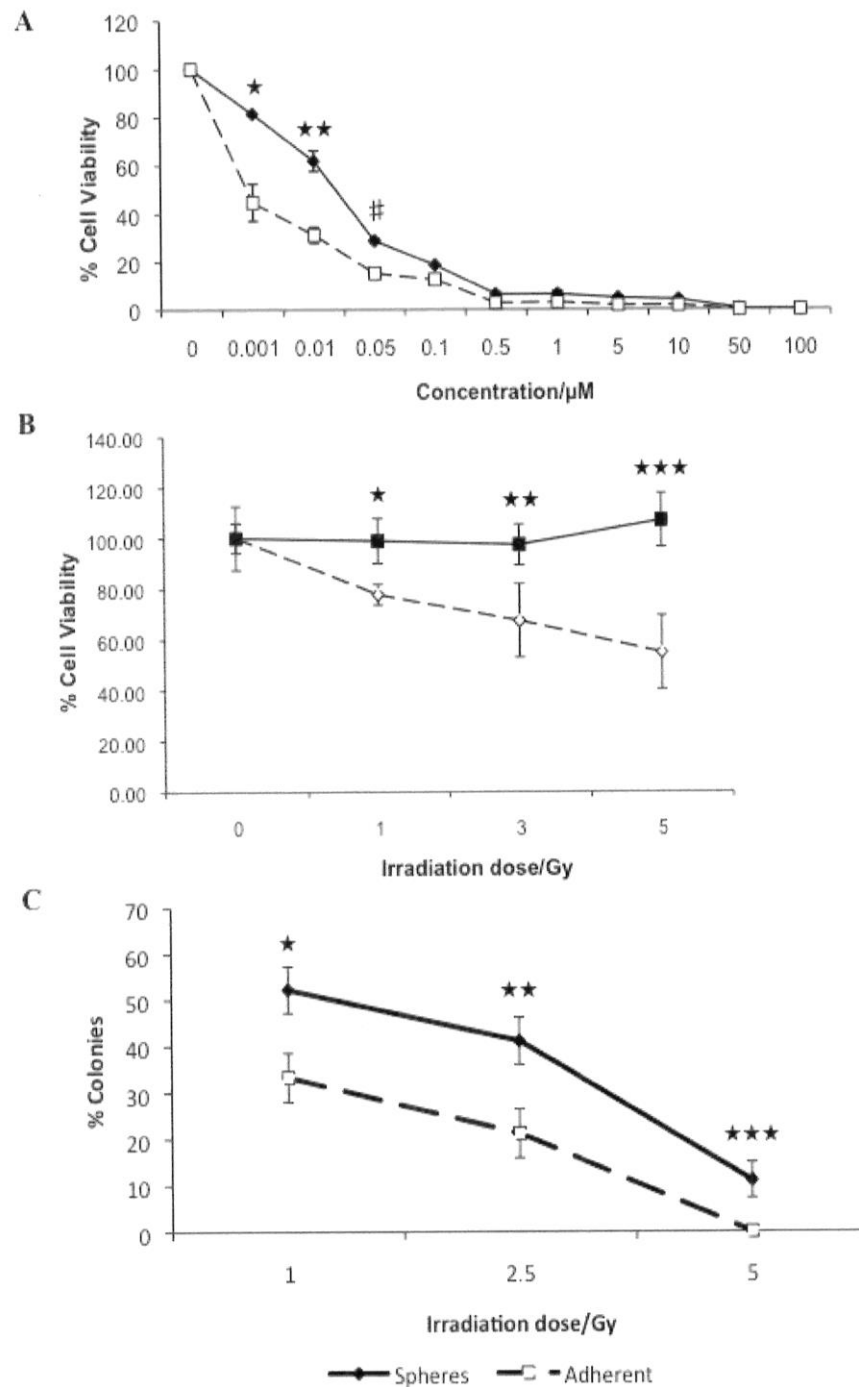 A
120
100
80
60
40
20
0
% Cell Viability
★
★★
♯
0 0.001 0.01 0.05 0.1 0.5 1 5 10 50 100
Concentration/µM
B
140.00
120.00
100.00
80.00
60.00
40.00
20.00
0.00
% Cell Viability
★
★★
★★★
0 1 3 5
Irradiation dose/Gy
C
70
60
50
40
30
20
10
0
% Colonies
★
★★
★★★
1 2.5 5
Irradiation dose/Gy
Spheres Adherent